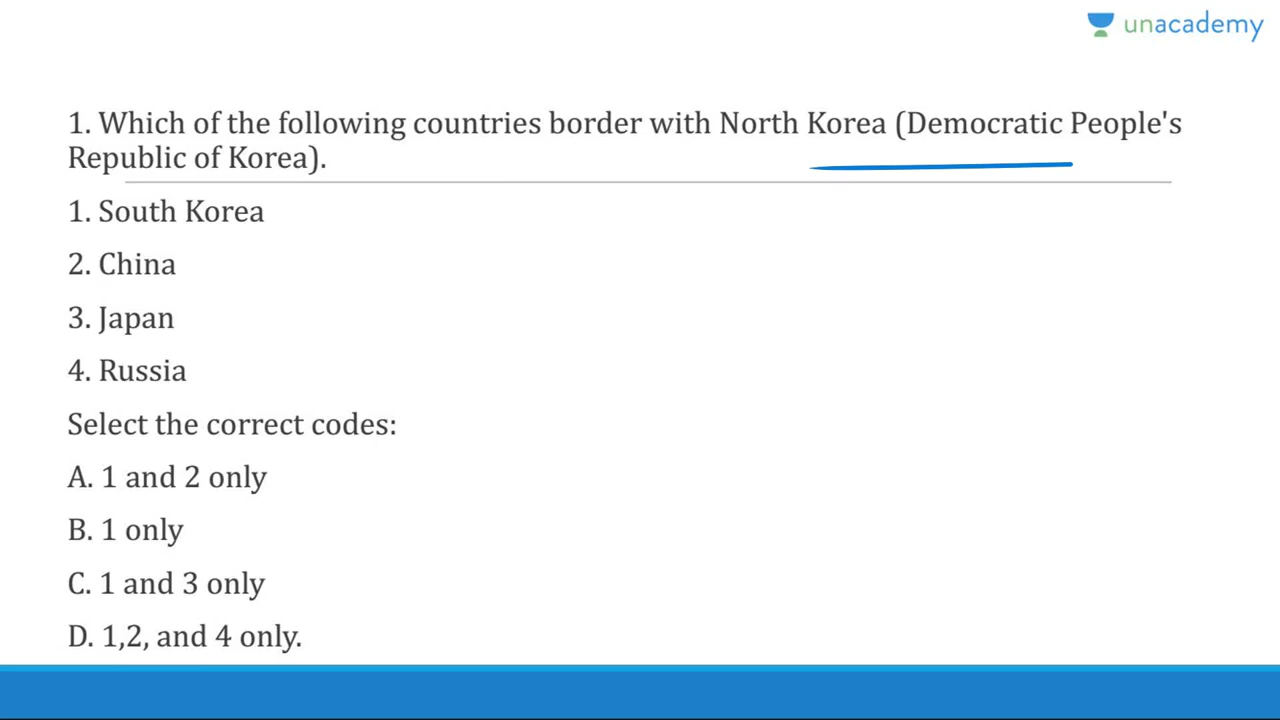 unacademy
1. Which of the following countries border with North Korea (Democratic People's
Republic of Korea).
1. South Korea
2. China
3. Japan
4. Russia
Select the correct codes:
A. 1 and 2 only
B. 1 only
C. 1 and 3 only
D. 1,2, and 4 only.